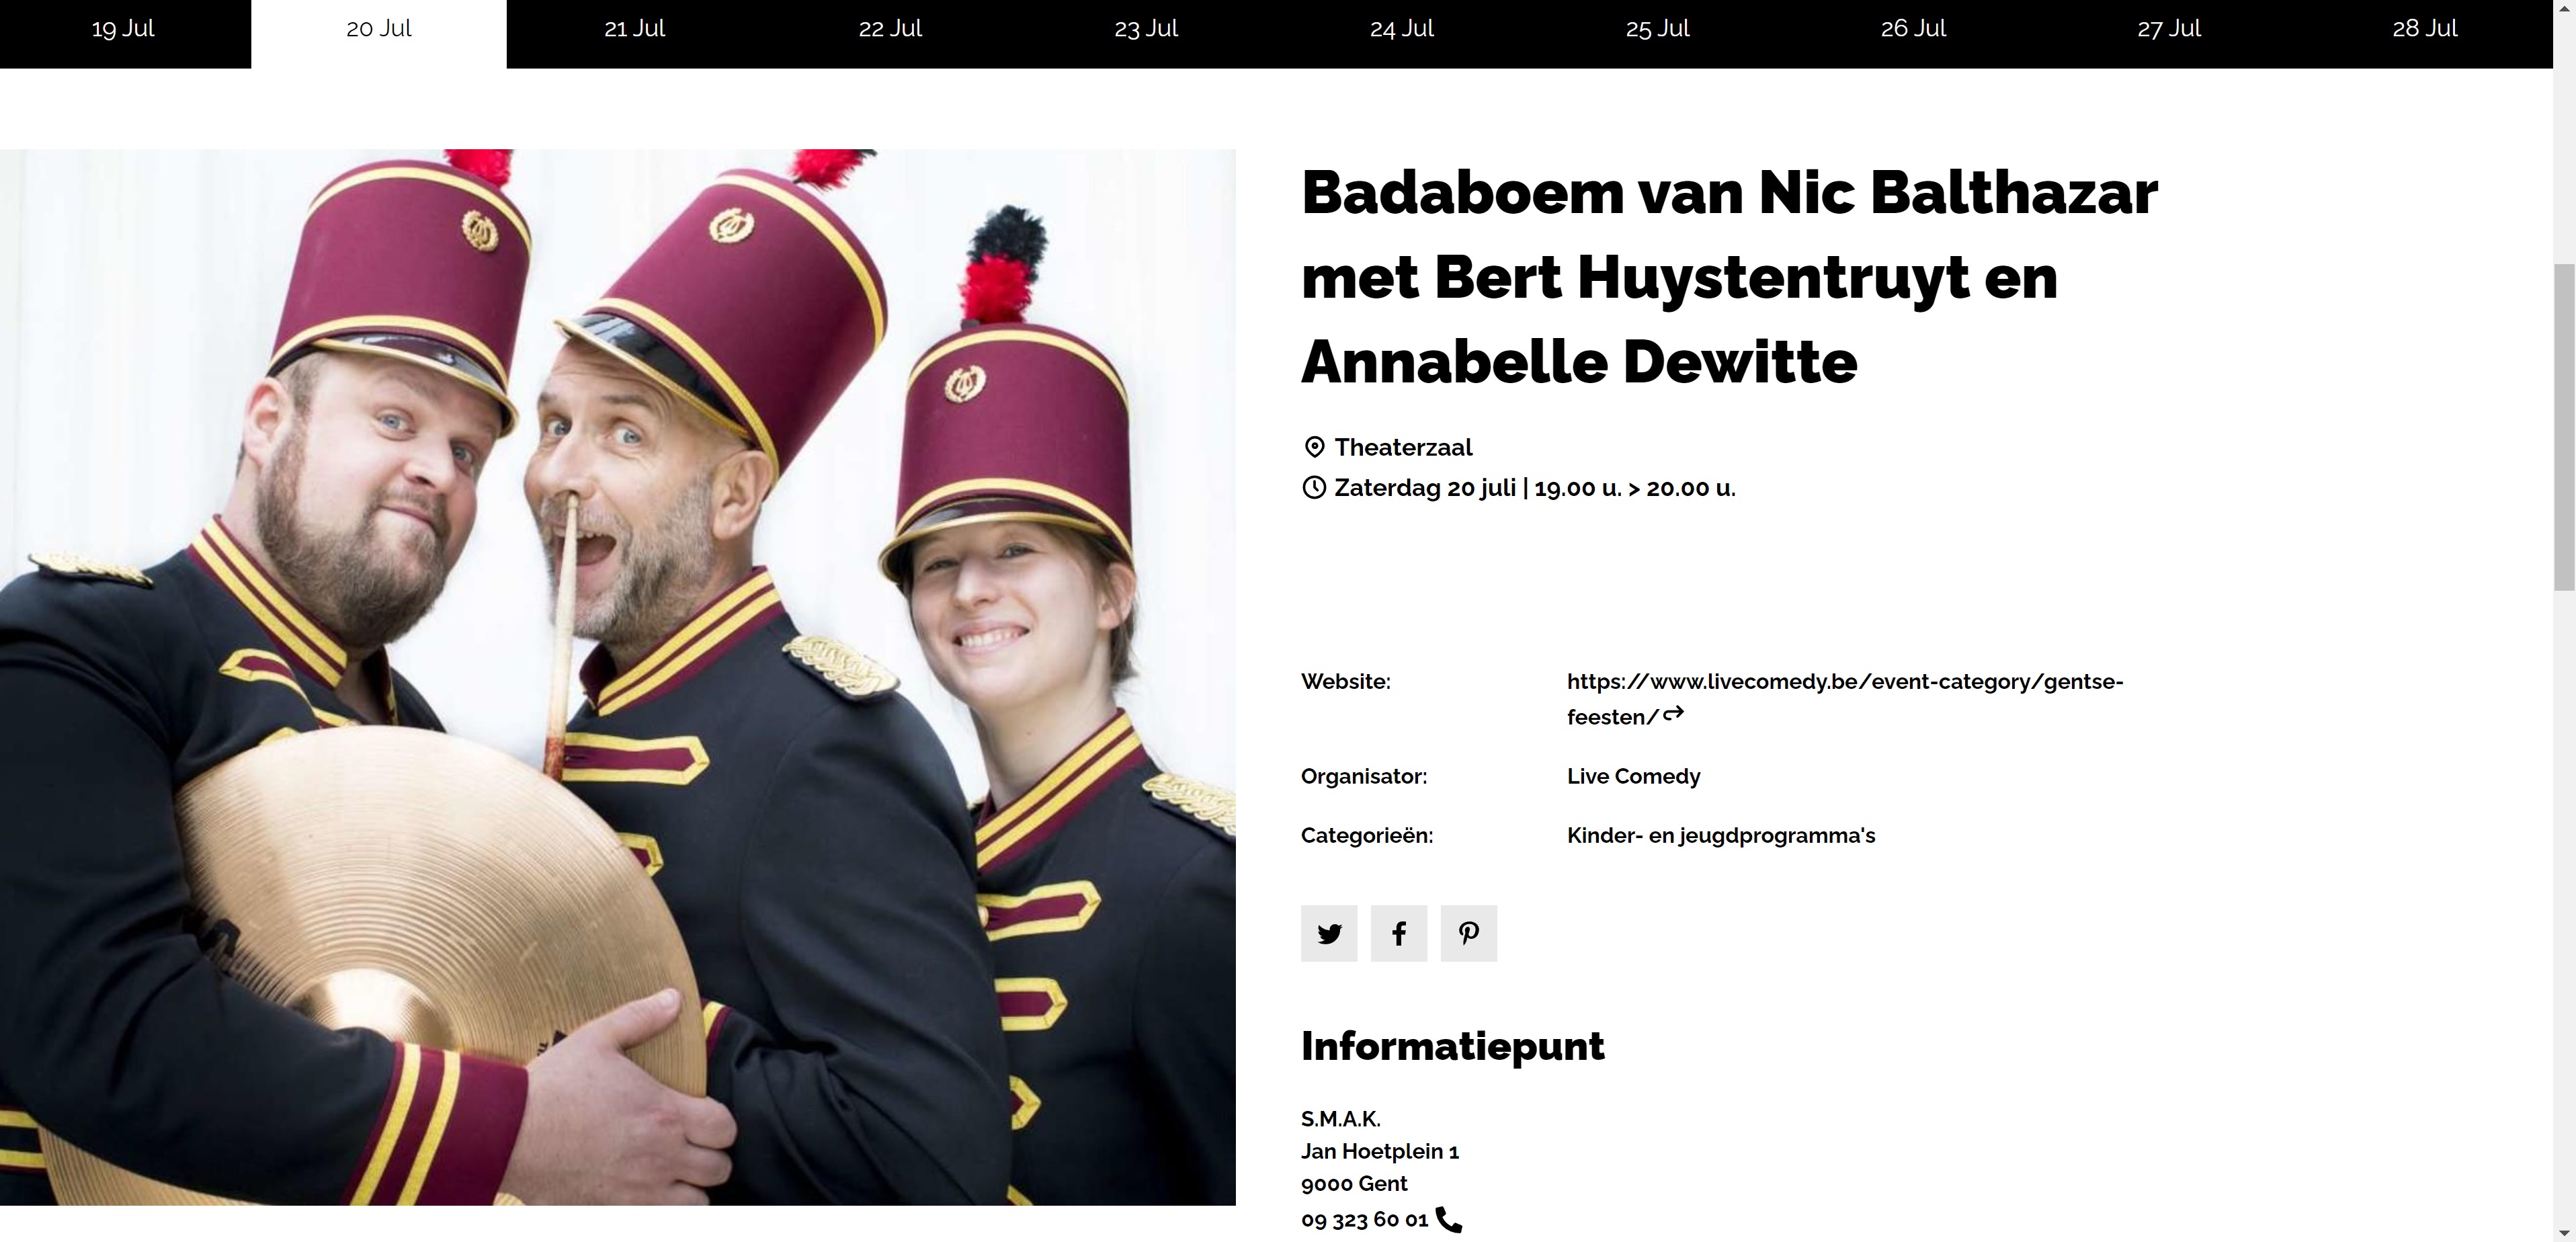 19 Jul
20 Jul
21 Jul
22 Jul
23 Jul
24 Jul
25 Jul
26 Jul
27 Jul
28 Jul
Badaboem van Nic Balthazar
met Bert Huystentruyt en
Annabelle Dewitte
Theaterzaal
Zaterdag 20 juli | 19.00 u. > 20.00 u.
Website:
https://www.livecomedy.be/event-category/gentse-
feesten/
Organisator:
Live Comedy
Categorieën:
Kinder- en jeugdprogramma's
Informatiepunt
S.M.A.K.
Jan Hoetplein 1
9000 Gent
09 323 60 01